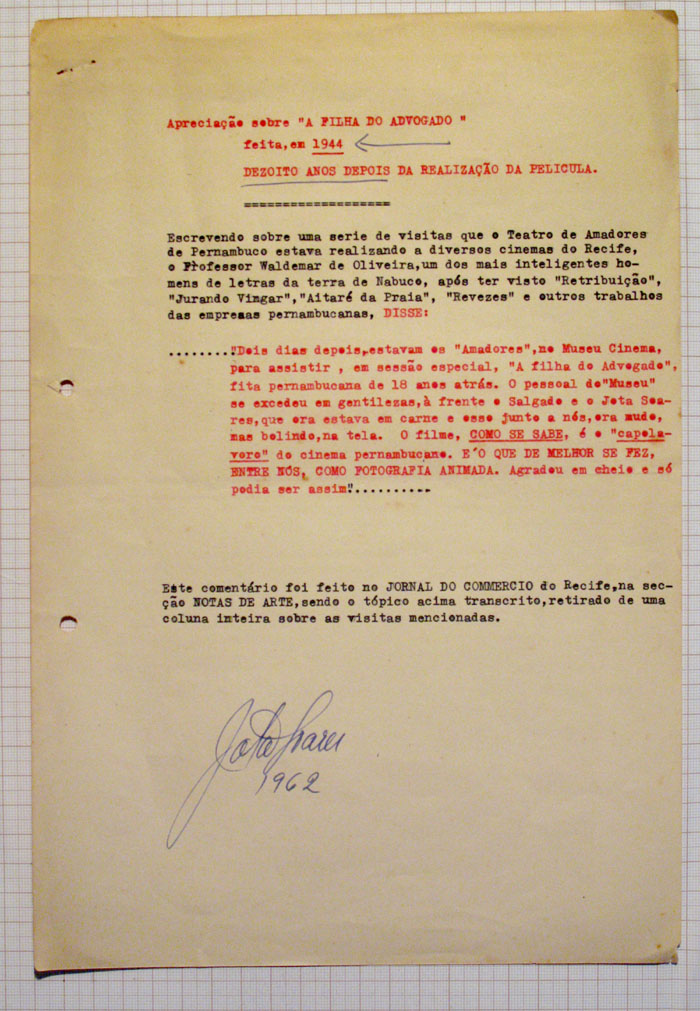 Apreciação sobre "A FILHA DO ADVOGADO "
feita,em 1944
DEZOITO ANOS DEPOIS DA REALIZAÇÃO DA PELICULA.
===================
Escrevendo sobre uma serie de visitas que o Teatro de Amadores
de Pernambuco estava realizando a diversos cinemas do Recife,
o Professor Waldemar de Oliveira,um dos mais inteligentes ho-
mens de letras da terra de Nabuco, após ter visto "Retribuição",
"Jurando Vingar","Aitaré da Praia", "Revezes" e outros trabalhos
das empresas pernambucanas, DISSE:
........."Dois dias depois,estavam os "Amadores",no Museu Cinema,
para assistir , em sessão especial, "A filha do Advogado",
fita pernambucana de 18 anos atrás. O pessoal do"Museu"
se excedeu em gentilezas,à frente o Salgado e o Jota Soa-
res,que ora estava em carne e osso junto a nós,ora mudo,
mas bolindo,na tela. O filme, COMO SE SABE, é o "capola-
voro" do cinema pernambucano. E'O QUE DE MELHOR SE FEZ,
ENTRE NÓS, COMO FOTOGRAFIA ANIMADA. Agradou em cheio e só
podia ser assim"...........
Este comentário foi feito no JORNAL DO COMMERCIO do Recife,na sec-
ção NOTAS DE ARTE,sendo o tópico acima transcrito,retirado de uma
coluna inteira sobre as visitas mencionadas.
Jota Soares
1962